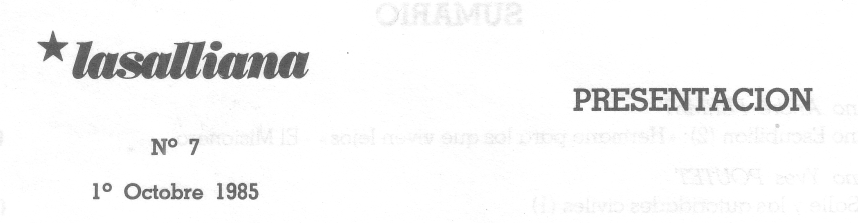 *lasalliana
PRESENTACION
Nº 7
1º Octobre 1985